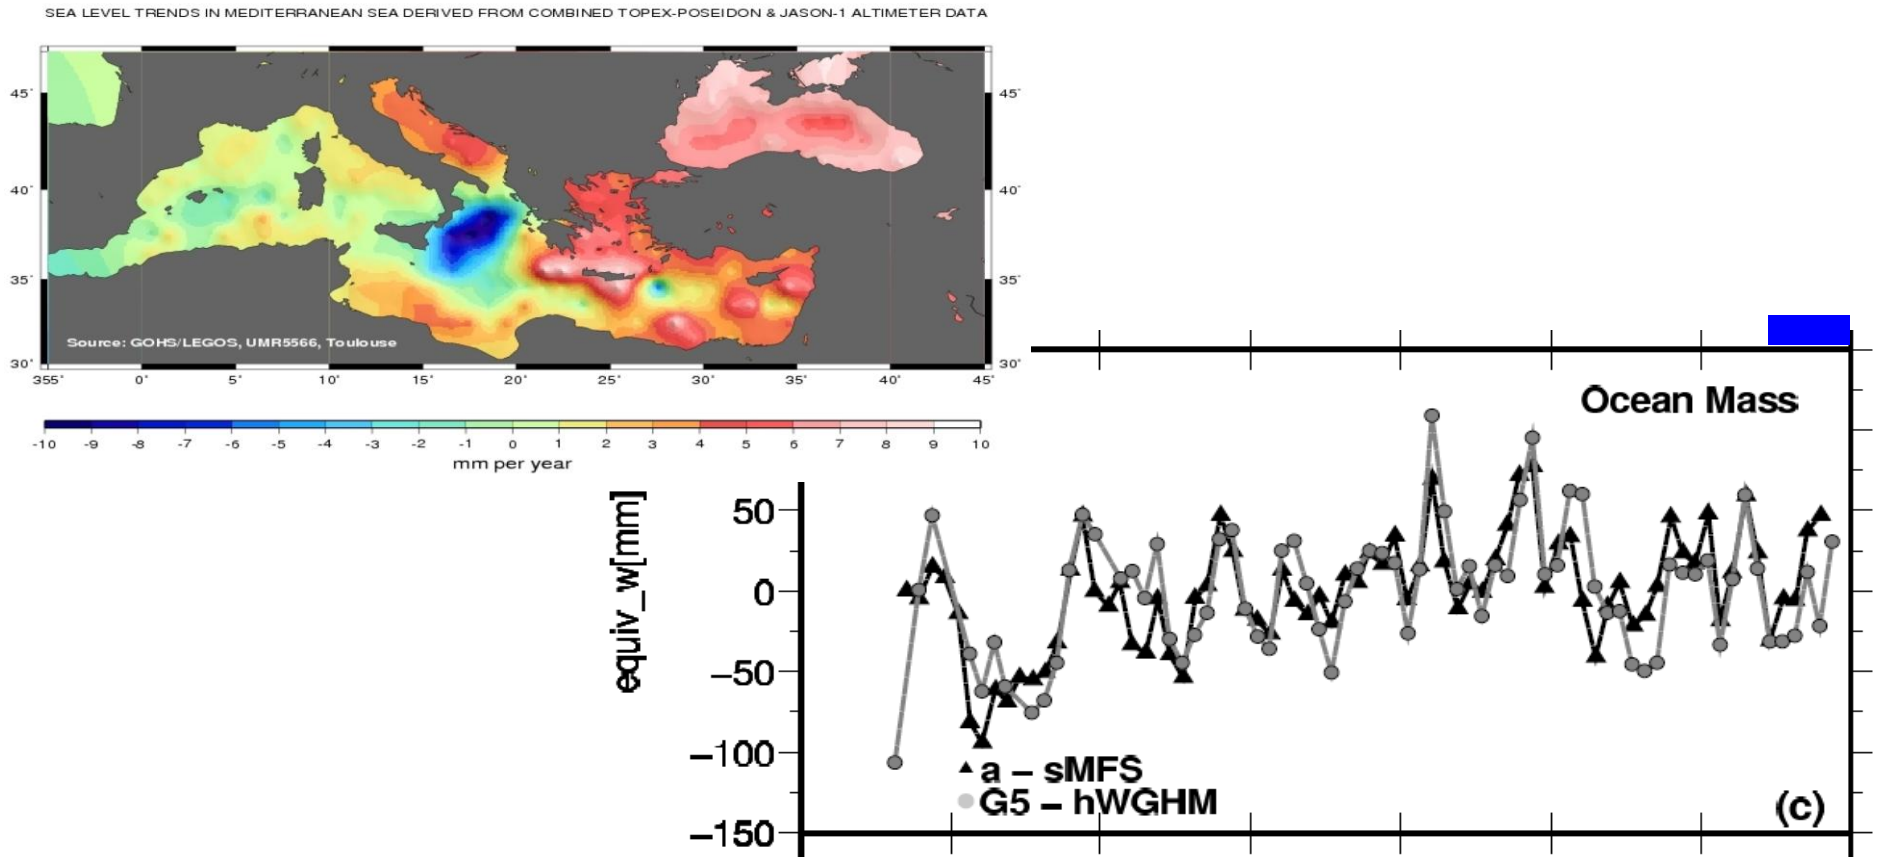 SEA LEVEL TRENDS IN MEDITERRANEAN SEA DERIVED FROM COMBINED TOPEX-POSEIDON & JASON-1 ALTIMETER DATA
45° 45°
40° 40°
35° 35°
Source: GOHS/LEGOS, UMR5566, Toulouse
30° 30°
355° 0° 5° 10° 15° 20° 25° 30° 35° 40° 45°
-10 -9 -8 -7 -6 -5 -4 -3 -2 -1 0 1 2 3 4 5 6 7 8 9 10
mm per year
Ocean Mass
equiv_w[mm]
50
0
−50
−100
−150
a − sMFS
G5 − hWGHM
(c)